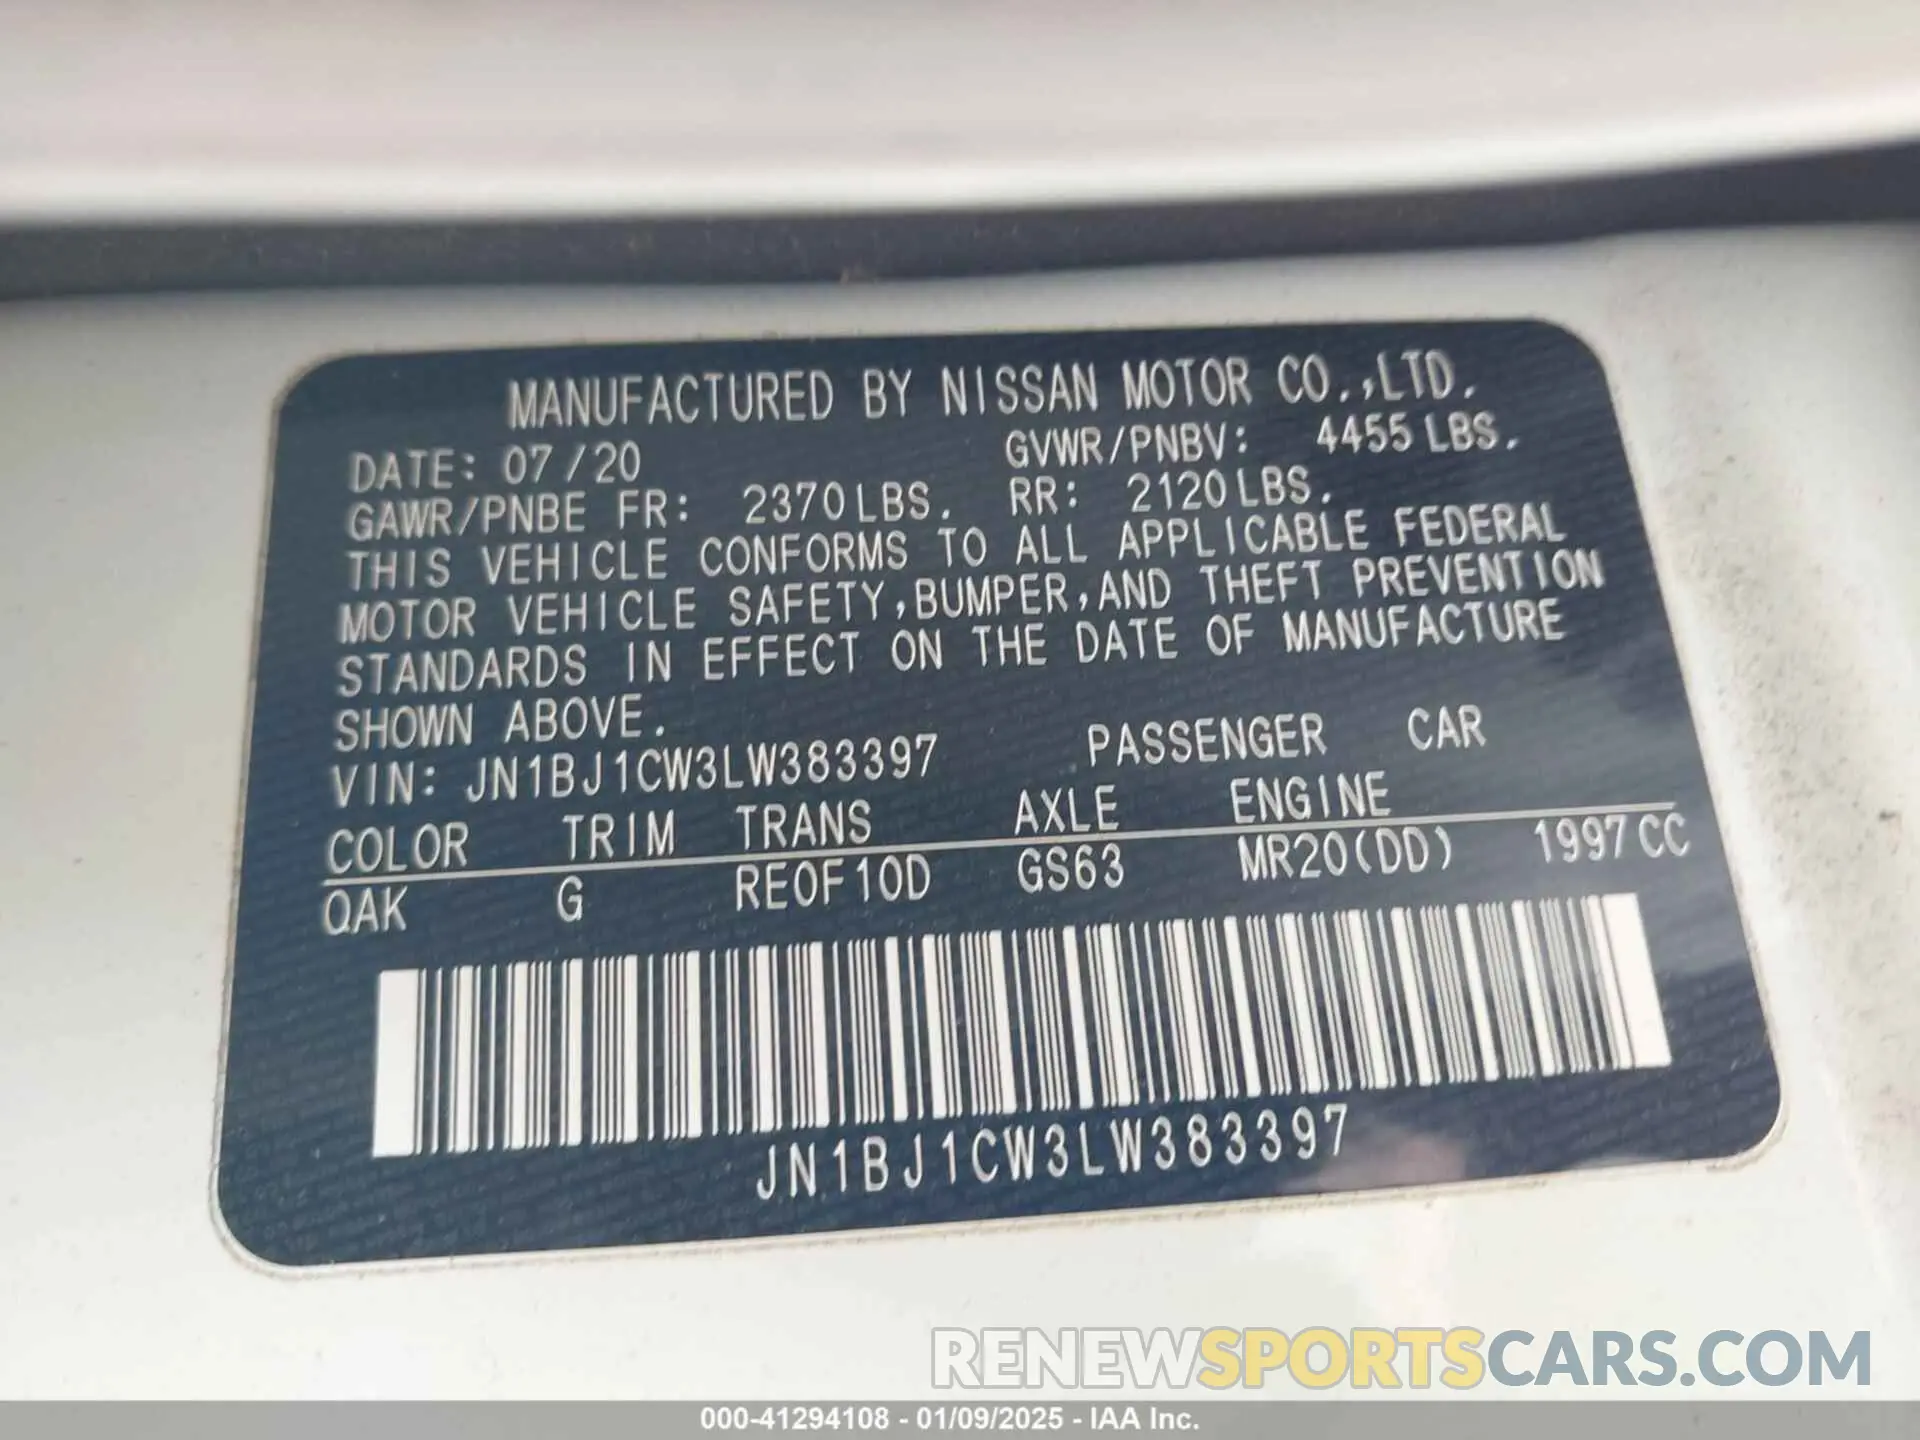 MANUFACTURED BY NISSAN MOTOR CO.,LTD.
DATE: 07/20 GVWR/PNBV: 4455 LBS.
GAWR/PNBE FR: 2370 LBS. RR: 2120 LBS.
THIS VEHICLE CONFORMS TO ALL APPLICABLE FEDERAL
MOTOR VEHICLE SAFETY,BUMPER,AND THEFT PREVENTION
STANDARDS IN EFFECT ON THE DATE OF MANUFACTURE
SHOWN ABOVE.
VIN: JN1BJ1CW3LW383397 PASSENGER CAR
COLOR TRIM TRANS AXLE ENGINE
QAK G RE0F10D GS63 MR20(DD) 1997 CC
JN1BJ1CW3LW383397
RENEWSPORTSCARS.COM
000-41294108 - 01/09/2025 - IAA Inc.